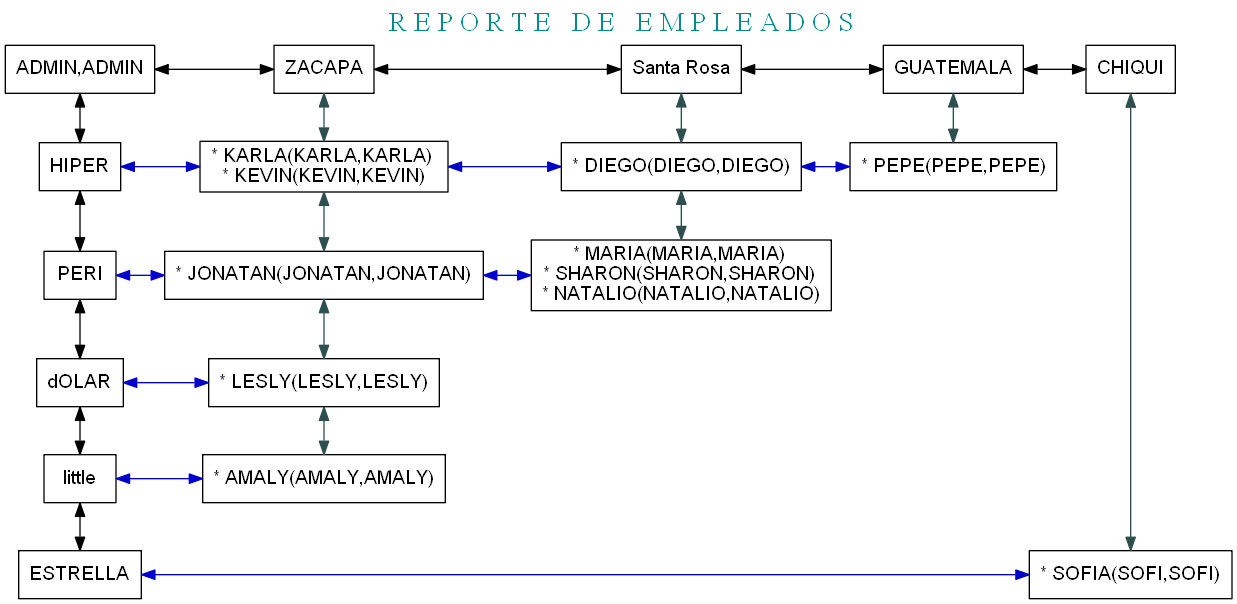 REPORTE DE EMPLEADOS
ADMIN,ADMIN
ZACAPA
Santa Rosa
GUATEMALA
CHIQUI
HIPER
* KARLA(KARLA,KARLA)
* KEVIN(KEVIN,KEVIN)
* DIEGO(DIEGO,DIEGO)
* PEPE(PEPE,PEPE)
PERI
* JONATAN(JONATAN,JONATAN)
* MARIA(MARIA,MARIA)
* SHARON(SHARON,SHARON)
* NATALIO(NATALIO,NATALIO)
dOLAR
* LESLY(LESLY,LESLY)
little
* AMALY(AMALY,AMALY)
ESTRELLA
* SOFIA(SOFI,SOFI)